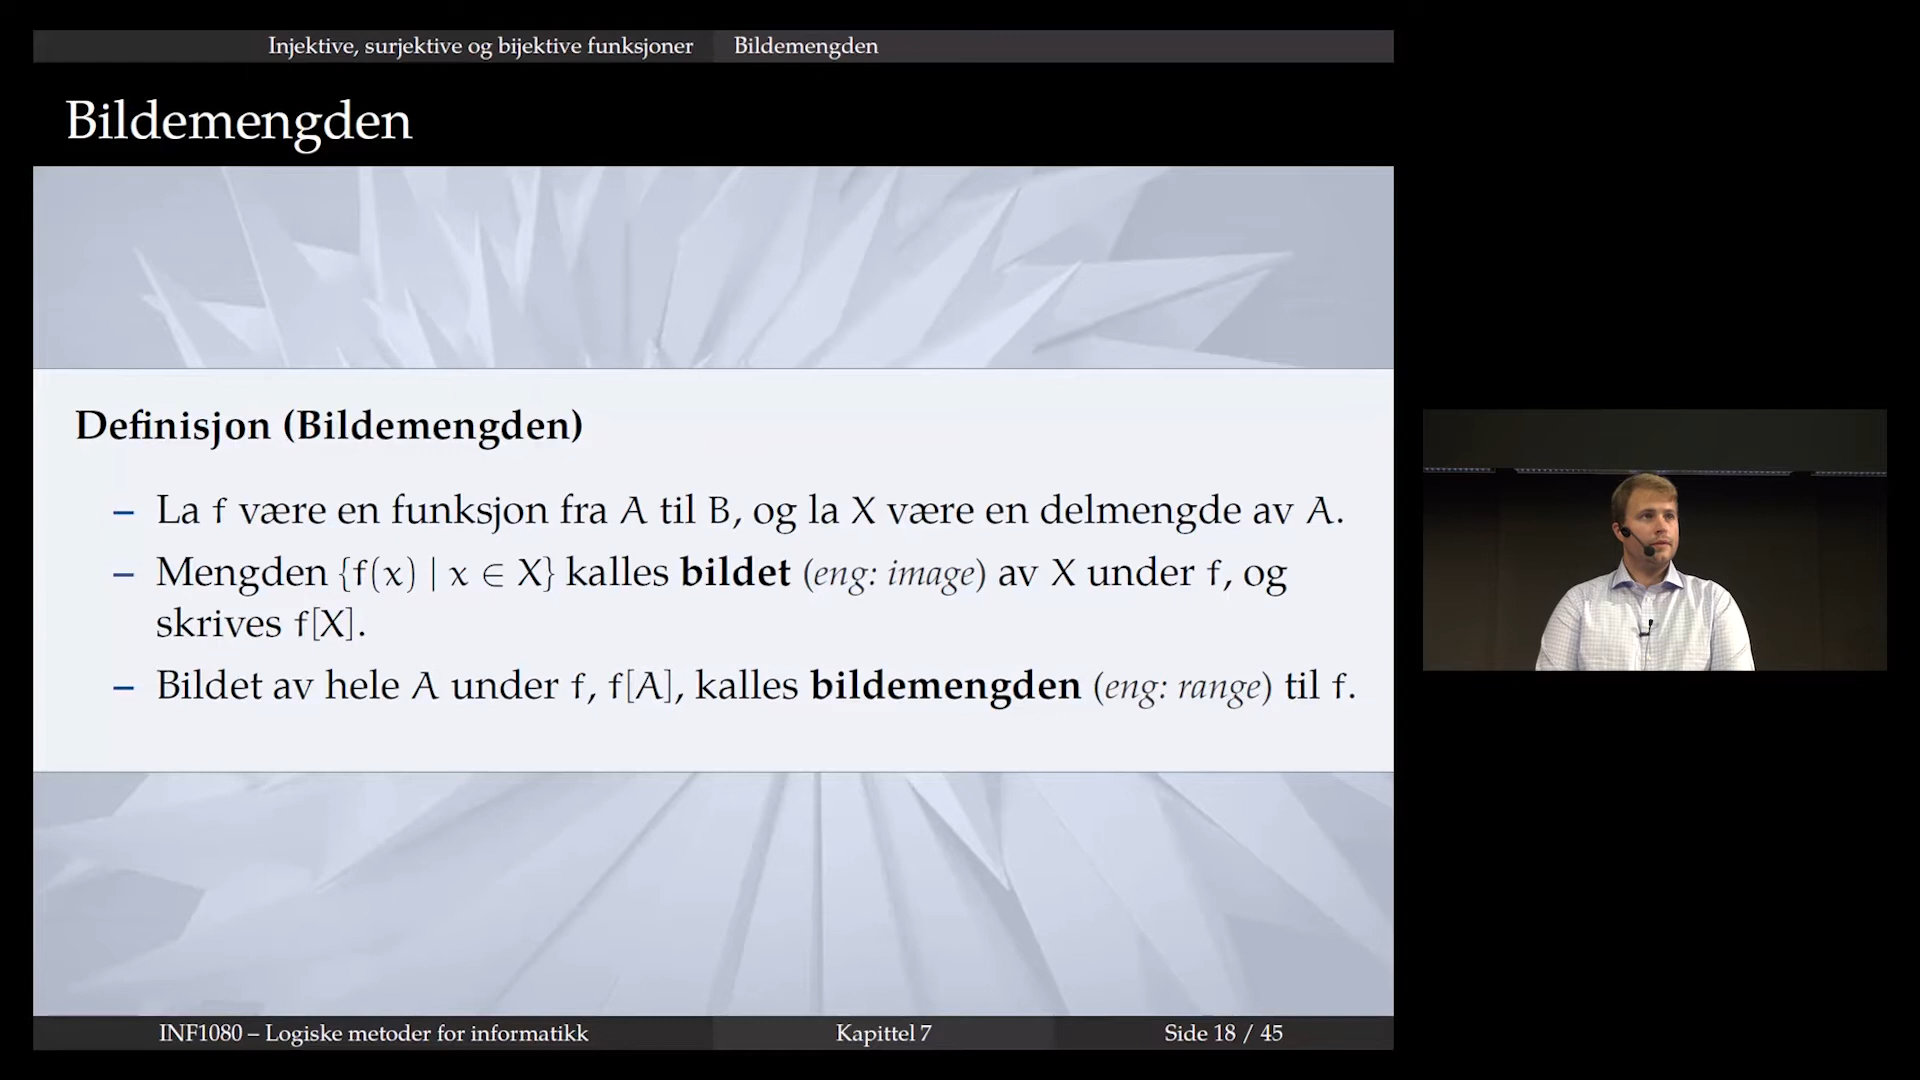 Injektive, surjektive og bijektive funksjoner Bildemengden
Bildemengden
Definisjon (Bildemengden)
– La f være en funksjon fra A til B, og la X være en delmengde av A.
– Mengden {f(x) | x ∈ X} kalles bildet (eng: image) av X under f, og
skrives f[X].
– Bildet av hele A under f, f[A], kalles bildemengden (eng: range) til f.
INF1080 – Logiske metoder for informatikk Kapittel 7 Side 18 / 45